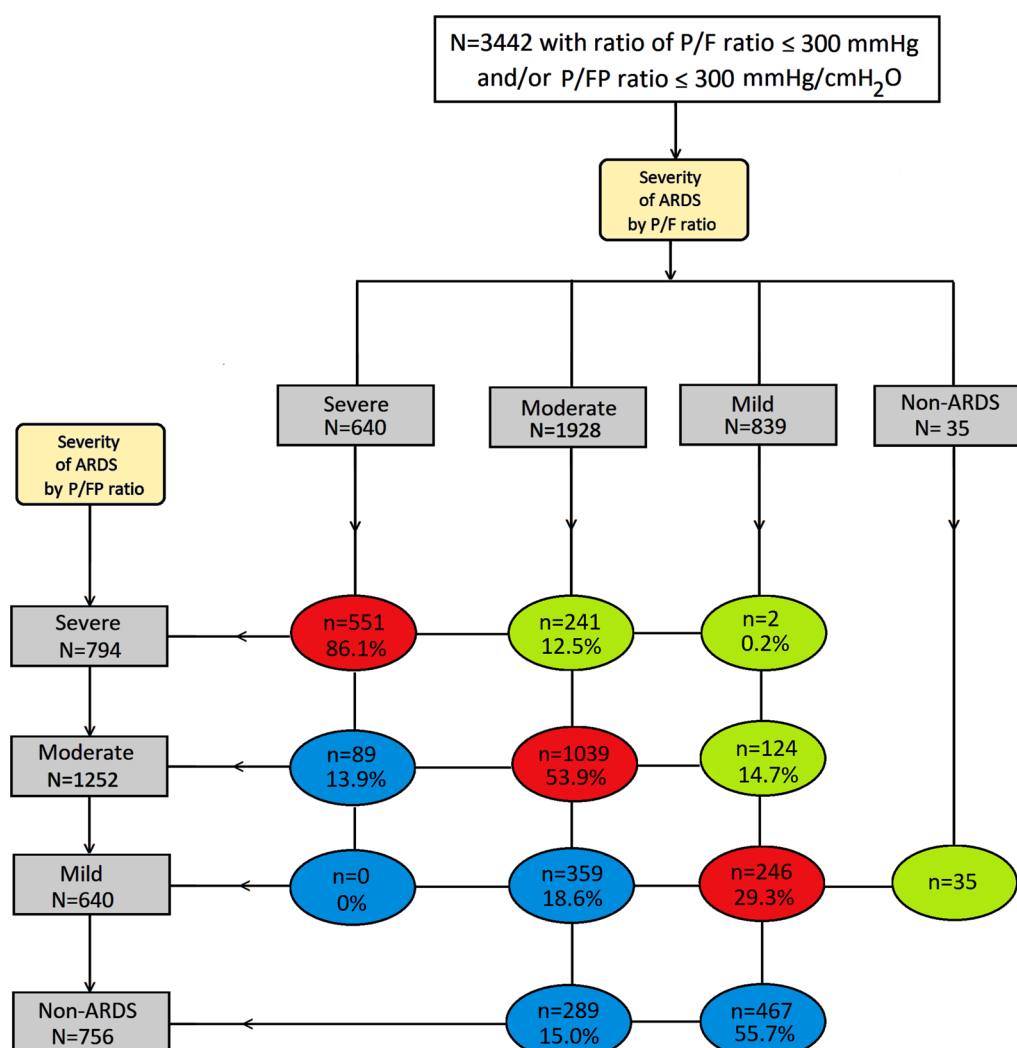 N=3442 with ratio of P/F ratio ≤ 300 mmHg
and/or P/FP ratio ≤ 300 mmHg/cmH₂O
Severity
of ARDS
by P/F ratio
Severe
N=640
Moderate
N=1928
Mild
N=839
Non-ARDS
N= 35
Severity
of ARDS
by P/FP ratio
Severe
N=794
n=551
86.1%
n=241
12.5%
n=2
0.2%
Moderate
N=1252
n=89
13.9%
n=1039
53.9%
n=124
14.7%
Mild
N=640
n=0
0%
n=359
18.6%
n=246
29.3%
n=35
Non-ARDS
N=756
n=289
15.0%
n=467
55.7%